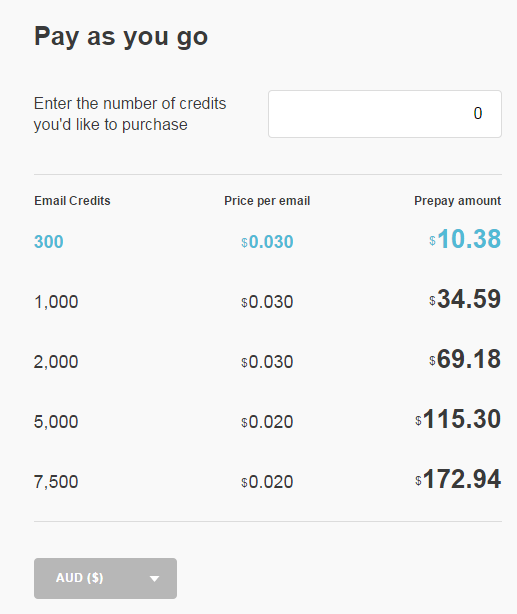 Pay as you go
Enter the number of credits
you'd like to purchase
0
Email Credits Price per email Prepay amount
300 $0.030 $10.38
1,000 $0.030 $34.59
2,000 $0.030 $69.18
5,000 $0.020 $115.30
7,500 $0.020 $172.94
AUD ($)